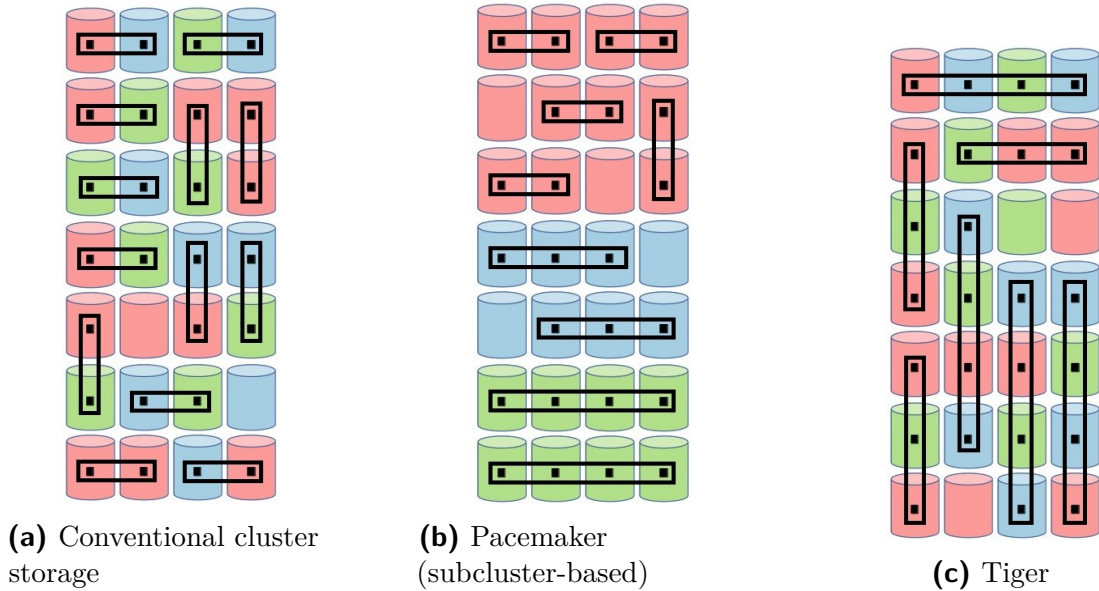 (a) Conventional cluster
storage
(b) Pacemaker
(subcluster-based)
(c) Tiger